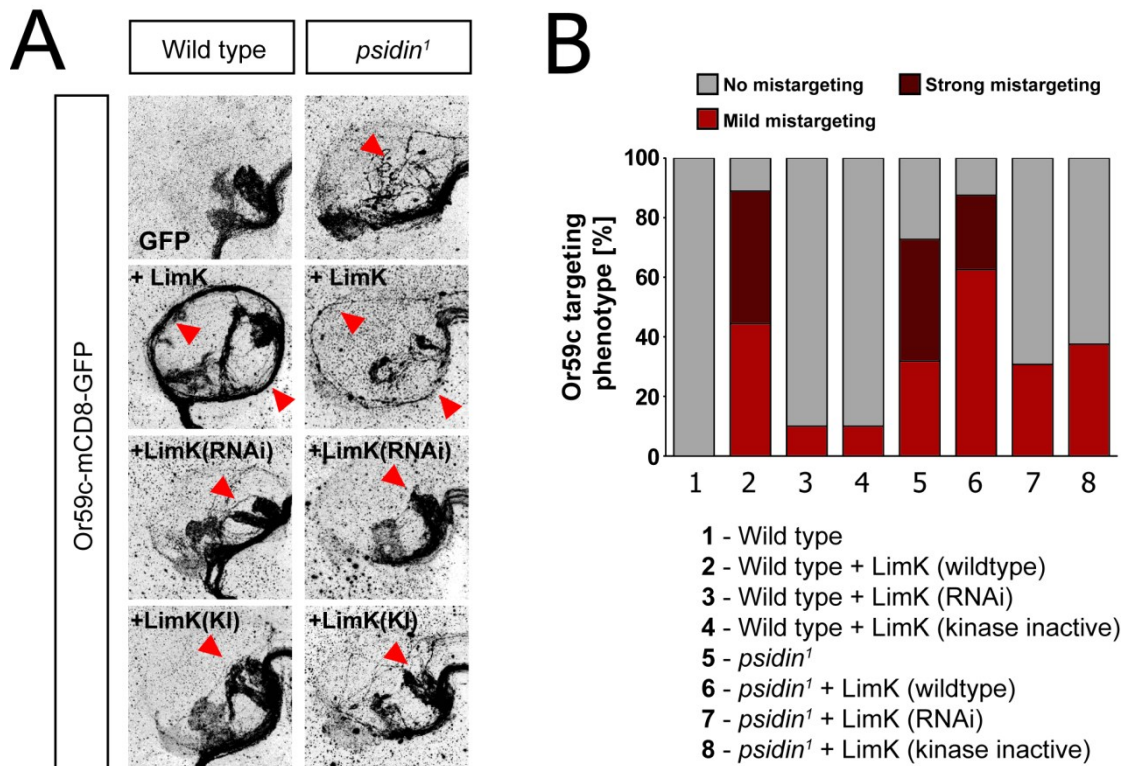 A
Wild type
psidin¹
Or59c-mCD8-GFP
GFP
+ LimK
+ LimK
+LimK(RNAi)
+LimK(RNAi)
+LimK(KI)
+LimK(KI)
B
No mistargeting
Strong mistargeting
Mild mistargeting
Or59c targeting
phenotype [%]
100
80
60
40
20
0
1 2 3 4 5 6 7 8
1 - Wild type
2 - Wild type + LimK (wildtype)
3 - Wild type + LimK (RNAi)
4 - Wild type + LimK (kinase inactive)
5 - psidin¹
6 - psidin¹ + LimK (wildtype)
7 - psidin¹ + LimK (RNAi)
8 - psidin¹ + LimK (kinase inactive)